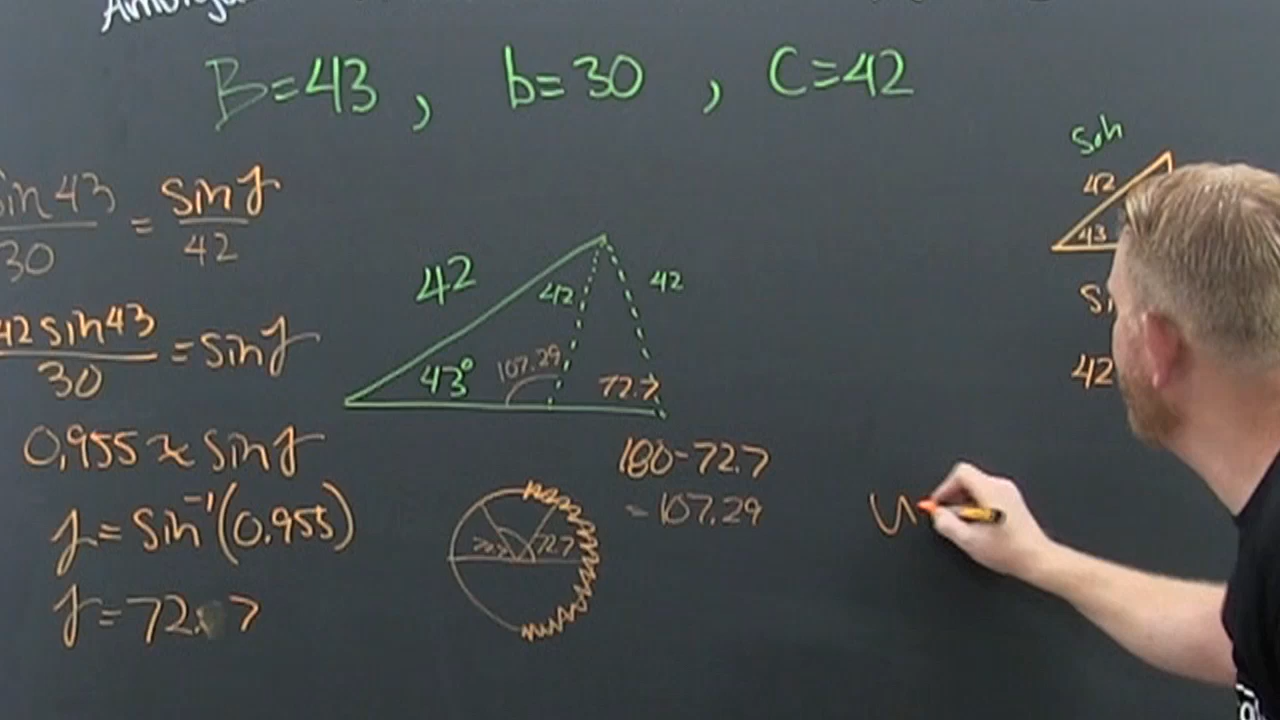 B=43 , b=30 , C=42
sin 43/30 = sin γ/42
42 sin 43/30 = sin γ
0,955 ≈ sin γ
γ = sin⁻¹(0.955)
γ = 72.7
42
42
42
43°
107.29
72.7
180-72.7
= 107.29
72.7
72.7
Soh
42
43
42